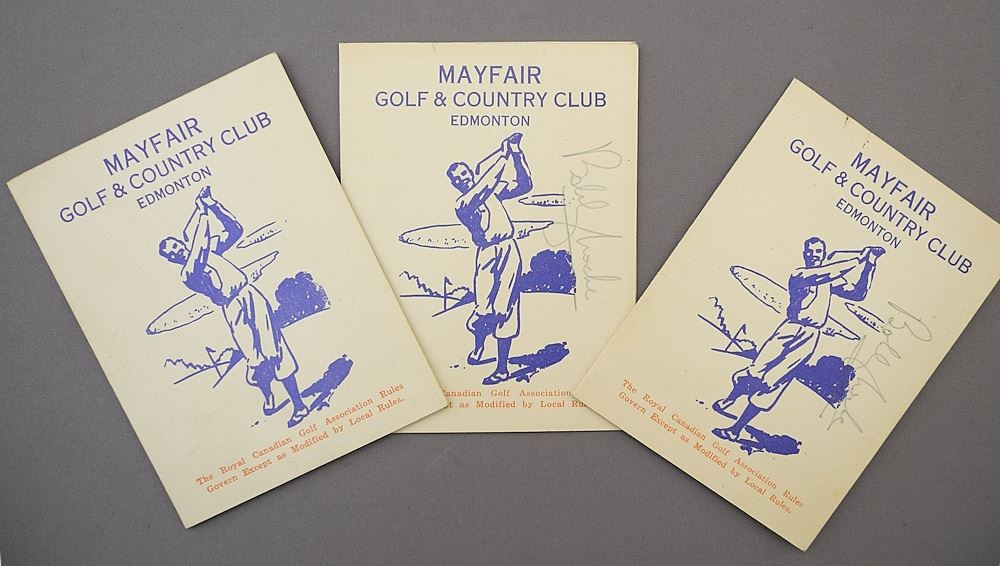 MAYFAIR
GOLF & COUNTRY CLUB
EDMONTON
The Royal Canadian Golf Association Rules
Govern Except as Modified by Local Rules.
MAYFAIR
GOLF & COUNTRY CLUB
EDMONTON
Canadian Golf Association
as Modified by Local
MAYFAIR
GOLF & COUNTRY CLUB
EDMONTON
The Royal Canadian Golf Association Rules
Govern Except as Modified by Local Rules.